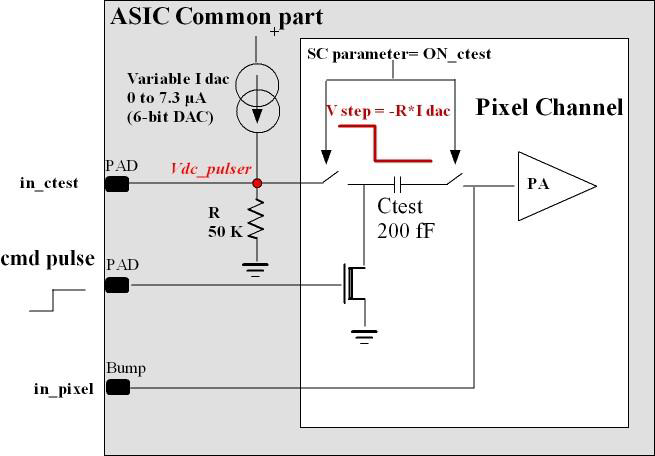 ASIC Common part
+
SC parameter= ON_ctest
Variable I dac
0 to 7.3 µA
(6-bit DAC)
V step = -R*I dac
Pixel Channel
PAD
Vdc_pulser
in_ctest
PA
R
50 K
Ctest
200 fF
cmd pulse
PAD
Bump
in_pixel